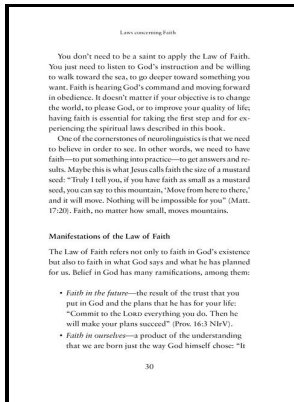 Laws concerning Faith
You don't need to be a saint to apply the Law of Faith.
You just need to listen to God's instruction and be willing
to walk toward the sea, to go deeper toward something you
want. Faith is hearing God's command and moving forward
in obedience. It doesn't matter if your objective is to change
the world, to please God, or to improve your quality of life;
having faith is essential for taking the first step and for ex-
periencing the spiritual laws described in this book.
One of the cornerstones of neurolinguistics is that we need
to believe in order to see. In other words, we need to have
faith—to put something into practice—to get answers and re-
sults. Maybe this is what Jesus calls faith the size of a mustard
seed: “Truly I tell you, if you have faith as small as a mustard
seed, you can say to this mountain, ‘Move from here to there,’
and it will move. Nothing will be impossible for you” (Matt.
17:20). Faith, no matter how small, moves mountains.
Manifestations of the Law of Faith
The Law of Faith refers not only to faith in God's existence
but also to faith in what God says and what he has planned
for us. Belief in God has many ramifications, among them:
• Faith in the future—the result of the trust that you
put in God and the plans that he has for your life:
“Commit to the LORD everything you do. Then he
will make your plans succeed” (Prov. 16:3 NIrV).
• Faith in ourselves—a product of the understanding
that we are born just the way God himself chose: “It
30